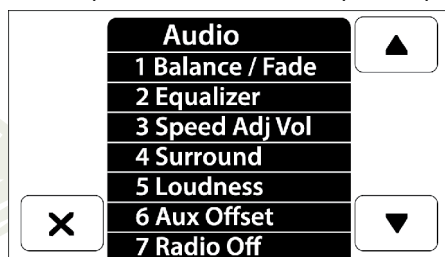 Audio
1 Balance / Fade
2 Equalizer
3 Speed Adj Vol
4 Surround
5 Loudness
6 Aux Offset
7 Radio Off